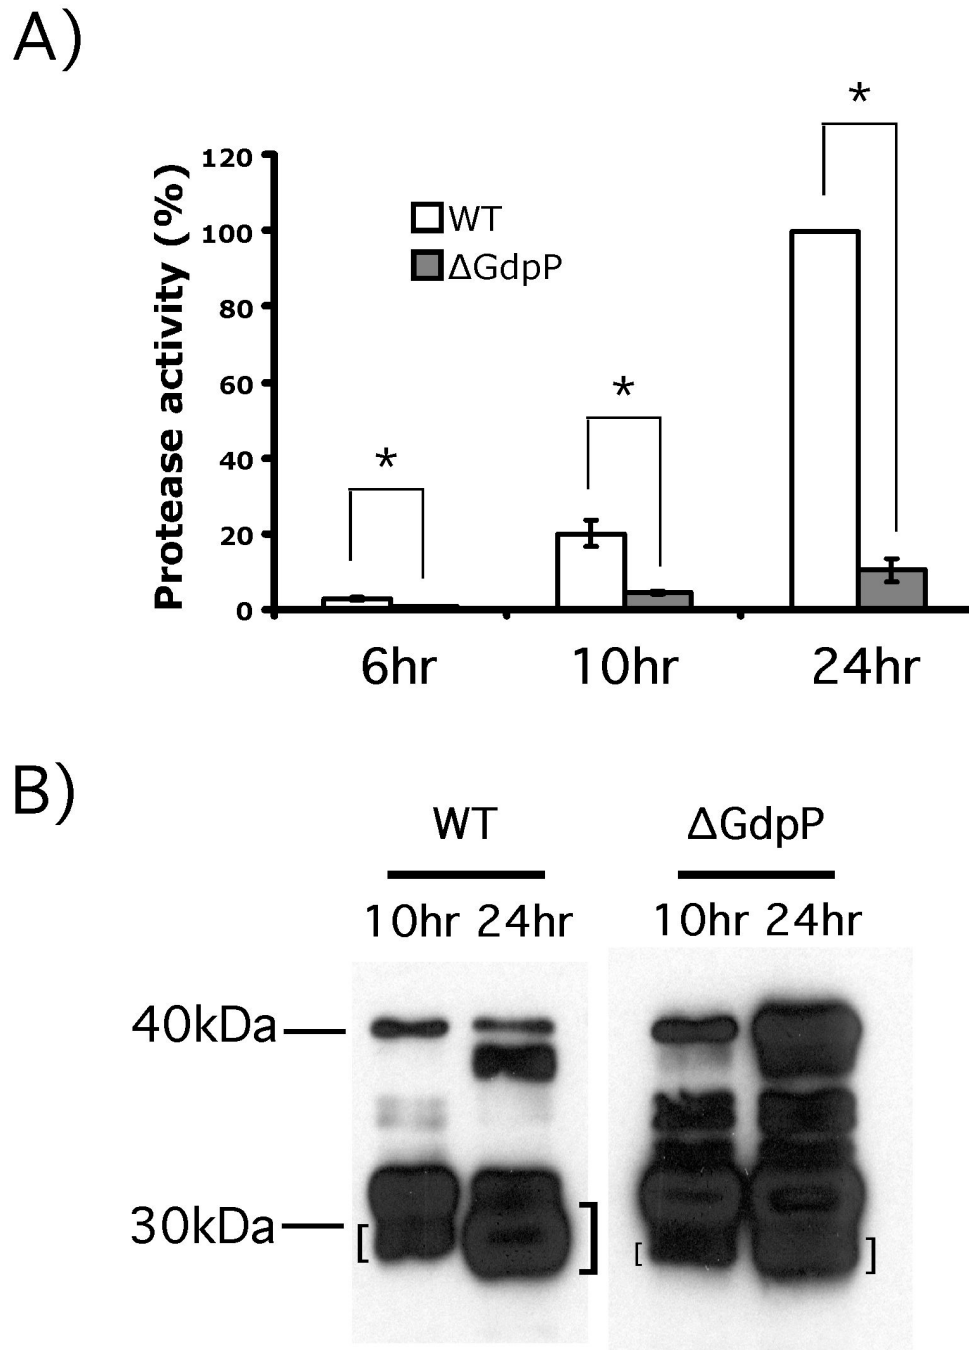 A)
Protease activity (%)
120
100
80
60
40
20
0
WT
ΔGdpP
*
*
*
6hr 10hr 24hr
B)
WT ΔGdpP
10hr 24hr 10hr 24hr
40kDa
30kDa
[ ] [ ]